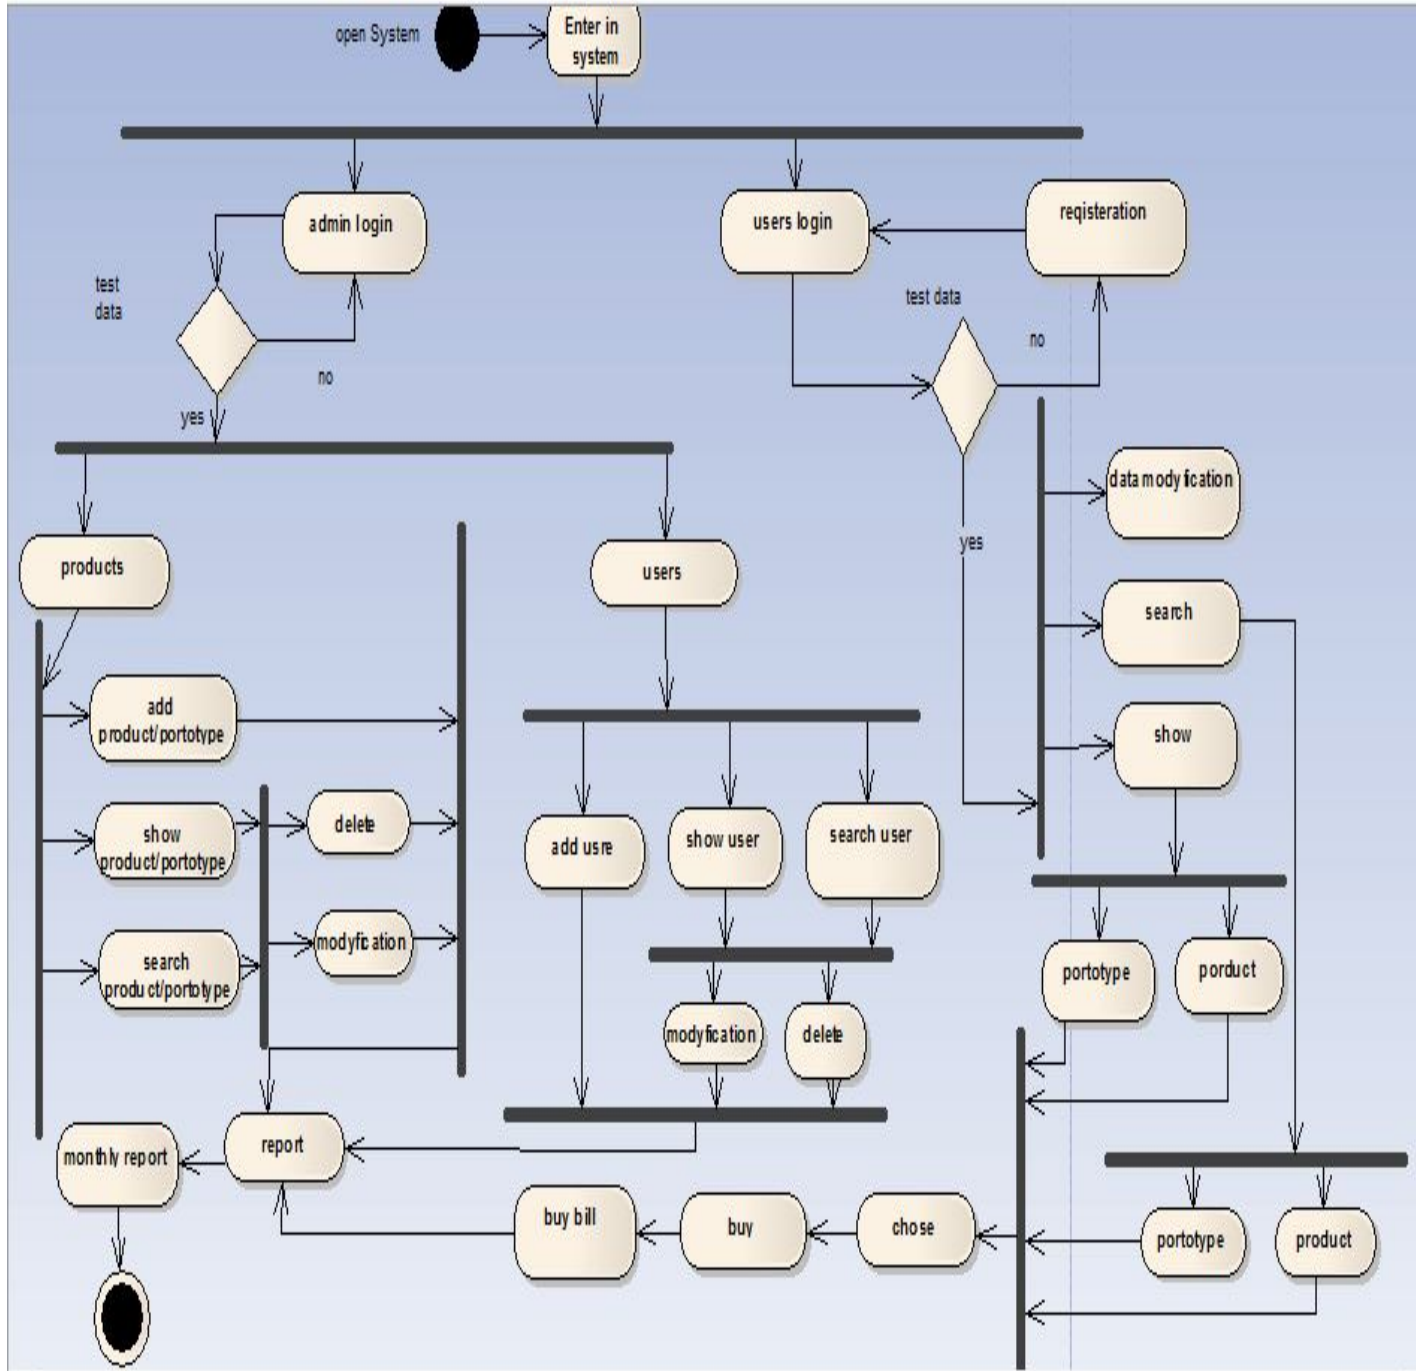 open System
Enter in
system
admin login
users login
reqisteration
test
data
test data
no
no
yes
yes
data modyfication
products
users
search
add
product/portotype
show
show
product/portotype
delete
add usre
show user
search user
search
product/portotype
modyfication
portotype
porduct
modyfication
delete
monthly report
report
buy bill
buy
chose
portotype
product